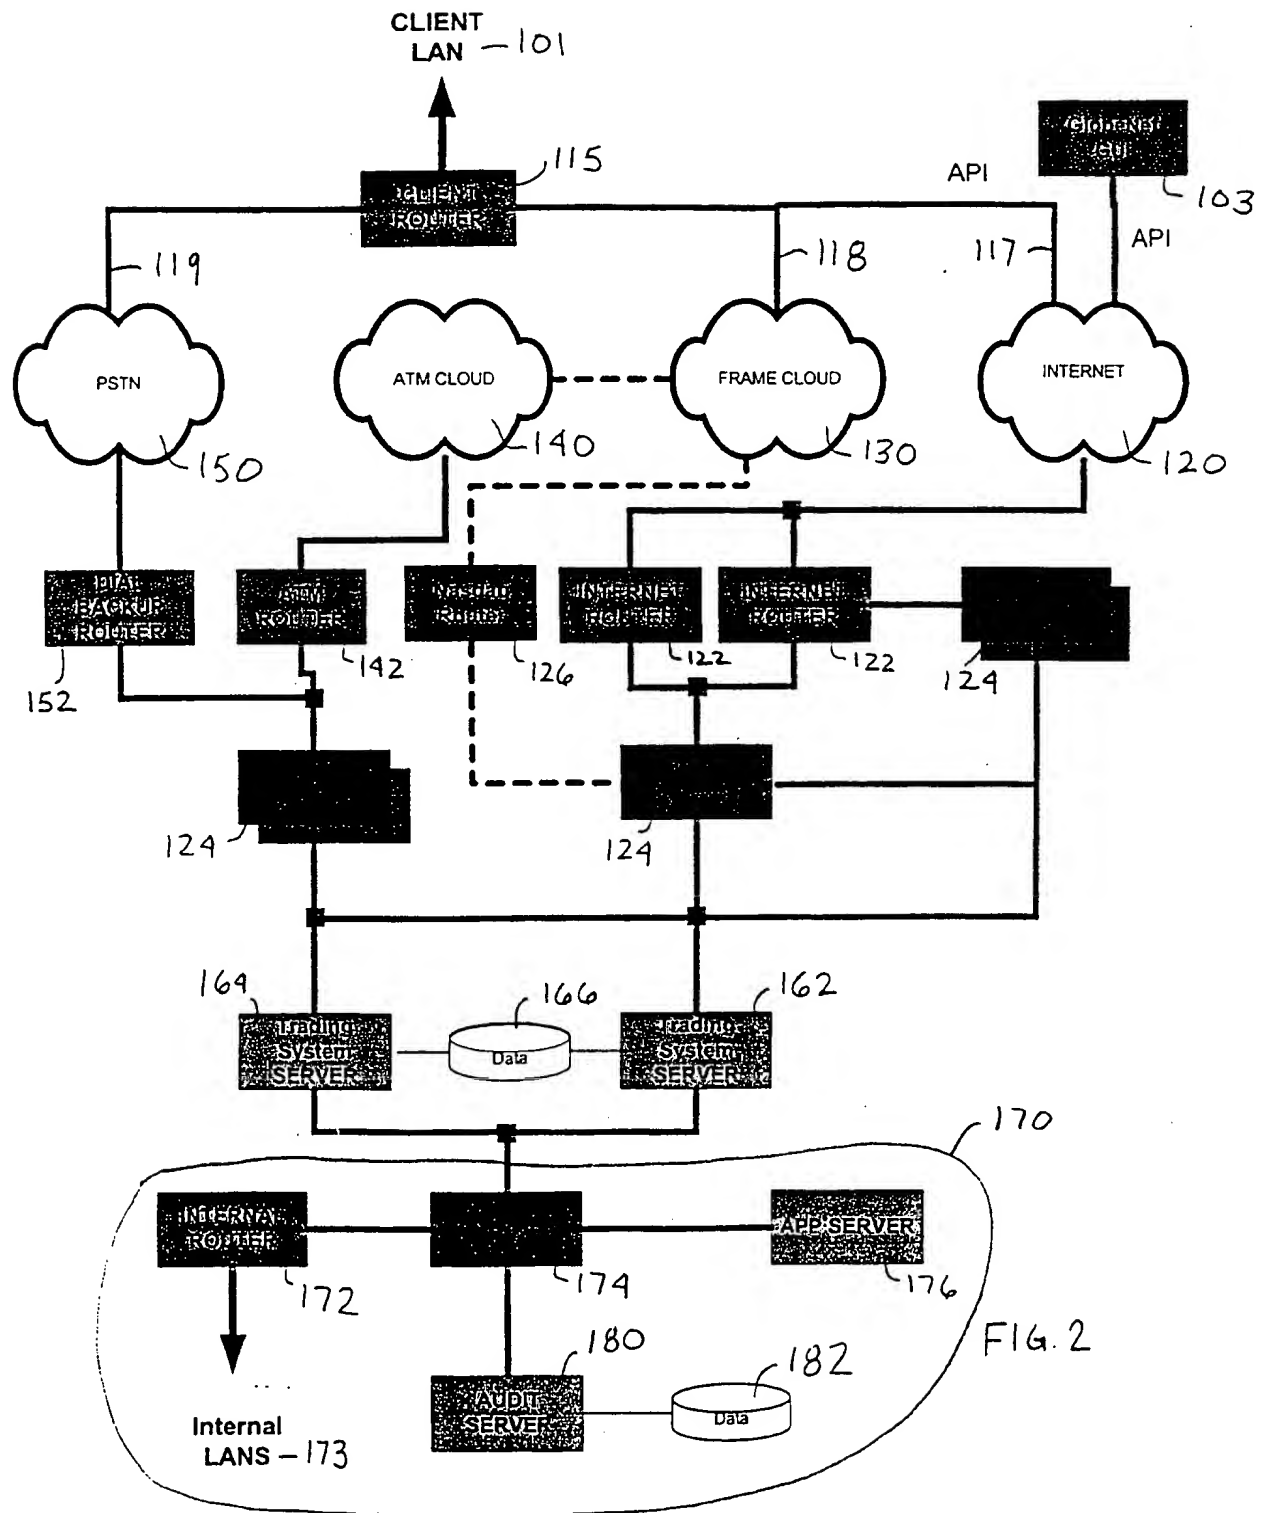 CLIENT
LAN — 101
GlobeNet
GUI
103
115
CLIENT
ROUTER
API
API
119
118
117
PSTN
ATM CLOUD
FRAME CLOUD
INTERNET
150
140
130
120
DIAL
BACKUP
ROUTER
ATM
ROUTER
Nasdaq
INTERNET
ROUTER
INTERNET
ROUTER
152
142
126
122
122
124
124
124
164
166
162
Trading
System
SERVER
Data
Trading
System
SERVER
170
INTERNAL
ROUTER
APP SERVER
172
174
176
180
182
FIG. 2
AUDIT
SERVER
Data
Internal
LANS – 173